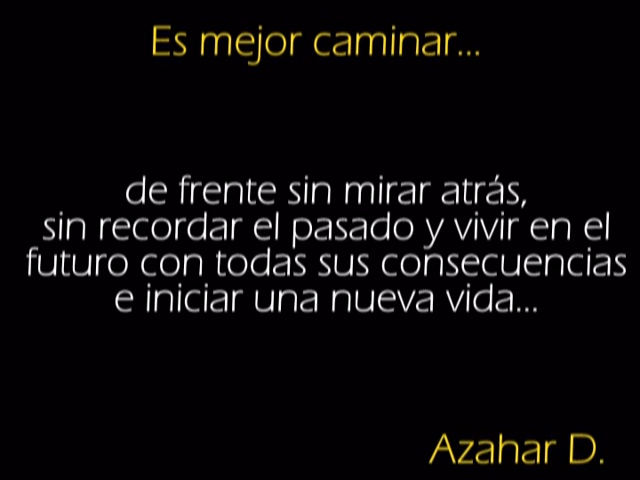 Es mejor caminar...
de frente sin mirar atrás,
sin recordar el pasado y vivir en el
futuro con todas sus consecuencias
e iniciar una nueva vida...
Azahar D.